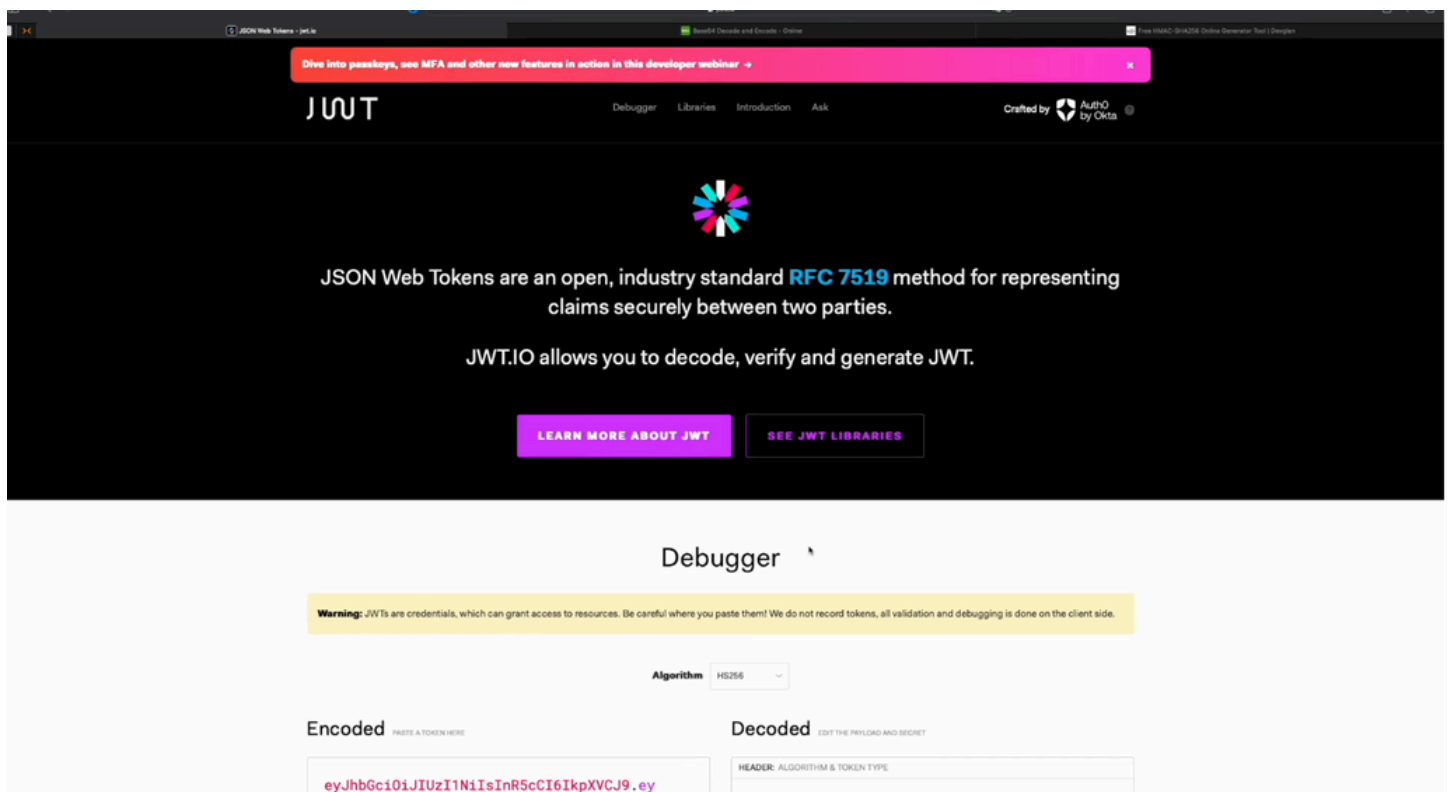 JSON Web Tokens - jwt.io
Base64 Decode and Encode - Online
Free HMAC-SHA256 Online Generator Tool | Devglan
Dive into passkeys, see MFA and other new features in action in this developer webinar →
JWT
Debugger Libraries Introduction Ask
Crafted by Auth0
by Okta
JSON Web Tokens are an open, industry standard RFC 7519 method for representing
claims securely between two parties.
JWT.IO allows you to decode, verify and generate JWT.
LEARN MORE ABOUT JWT
SEE JWT LIBRARIES
Debugger
Warning: JWTs are credentials, which can grant access to resources. Be careful where you paste them! We do not record tokens, all validation and debugging is done on the client side.
Algorithm HS256
Encoded PASTE A TOKEN HERE
Decoded EDIT THE PAYLOAD AND SECRET
eyJhbGciOiJIUzI1NiIsInR5cCI6IkpXVCJ9.ey
HEADER: ALGORITHM & TOKEN TYPE